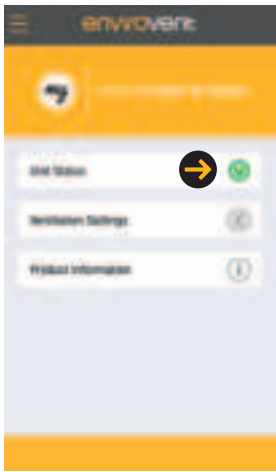 envirovent
Unit Status
Ventilation Settings
Product Information